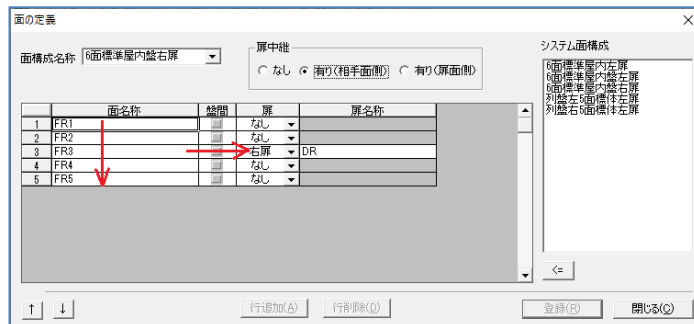 面の定義
面構成名称 6面標準屋内盤右扉
扉中継
なし 有り(相手面側) 有り(扉面側)
システム面構成
6面標準屋内左扉
6面標準屋内盤左扉
6面標準屋内盤右扉
列盤左5面標体左扉
列盤右5面標体左扉
面名称 盤間 扉 扉名称
1 FR1 なし
2 FR2 なし
3 FR3 右扉 DR
4 FR4 なし
5 FR5 なし
<=
↑ ↓ 行追加(A) 行削除(D) 登録(R) 閉じる(C)